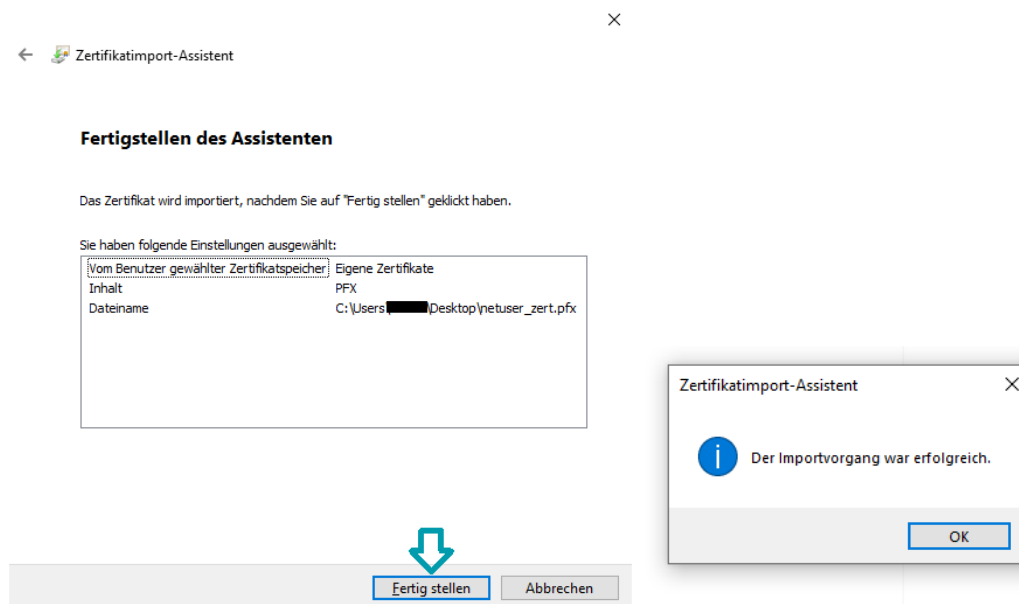 Zertifikatimport-Assistent
Fertigstellen des Assistenten
Das Zertifikat wird importiert, nachdem Sie auf "Fertig stellen" geklickt haben.
Sie haben folgende Einstellungen ausgewählt:
Vom Benutzer gewählter Zertifikatspeicher Eigene Zertifikate
Inhalt PFX
Dateiname C:\Users\ \Desktop\netuser_zert.pfx
Fertig stellen Abbrechen
Zertifikatimport-Assistent
Der Importvorgang war erfolgreich.
OK